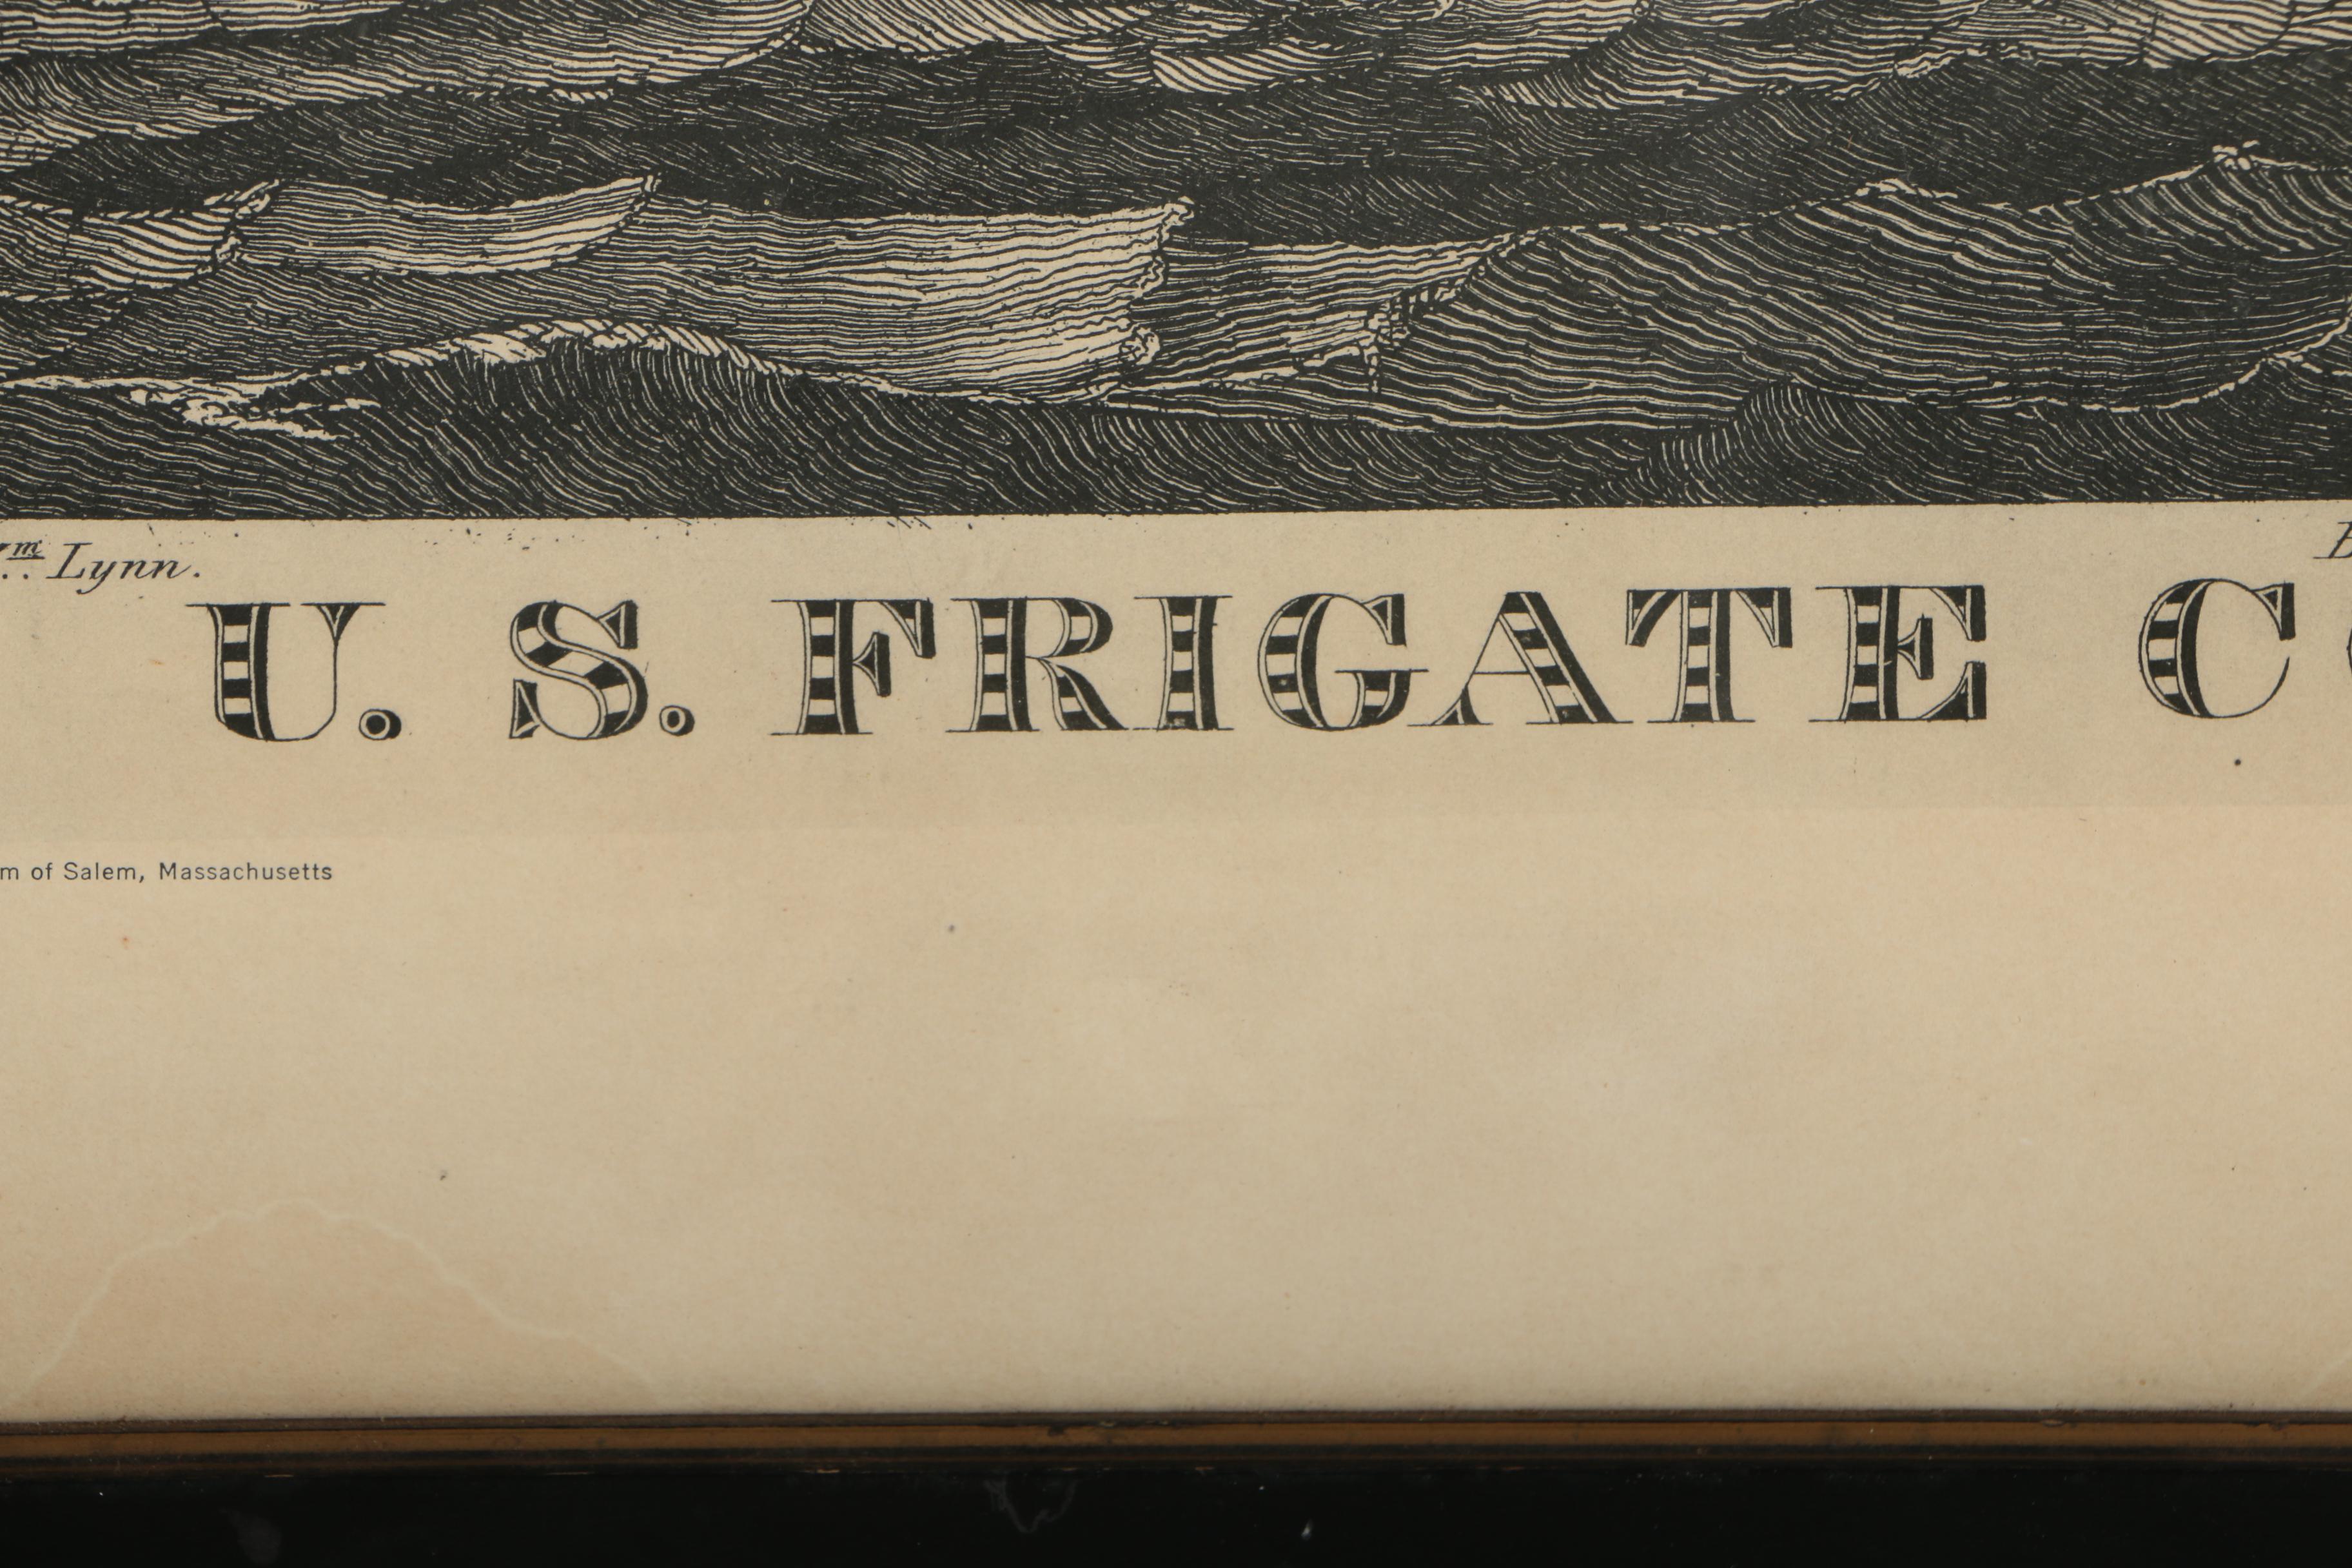 Lynn.
U. S. FRIGATE
of Salem, Massachusetts